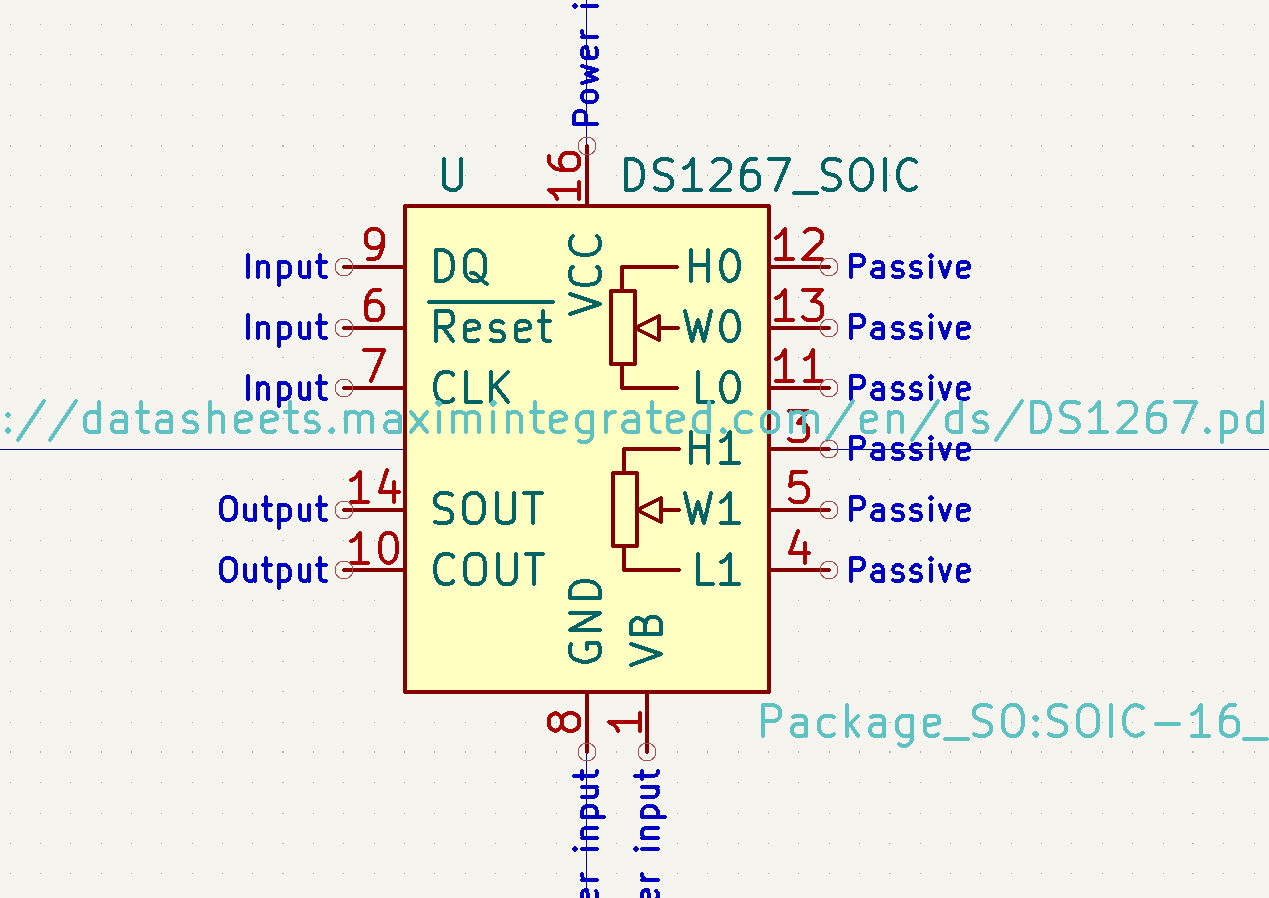 Power i
16
U
DS1267_SOIC
VCC
Input 9 DQ
Input 6 Reset
Input 7 CLK
H0 12 Passive
W0 13 Passive
L0 11 Passive
://datasheets.maximintegrated.com/en/ds/DS1267.pd
H1 3 Passive
Output 14 SOUT
W1 5 Passive
Output 10 COUT
L1 4 Passive
GND
VB
8
1
Package_SO:SOIC-16_
er input
er input